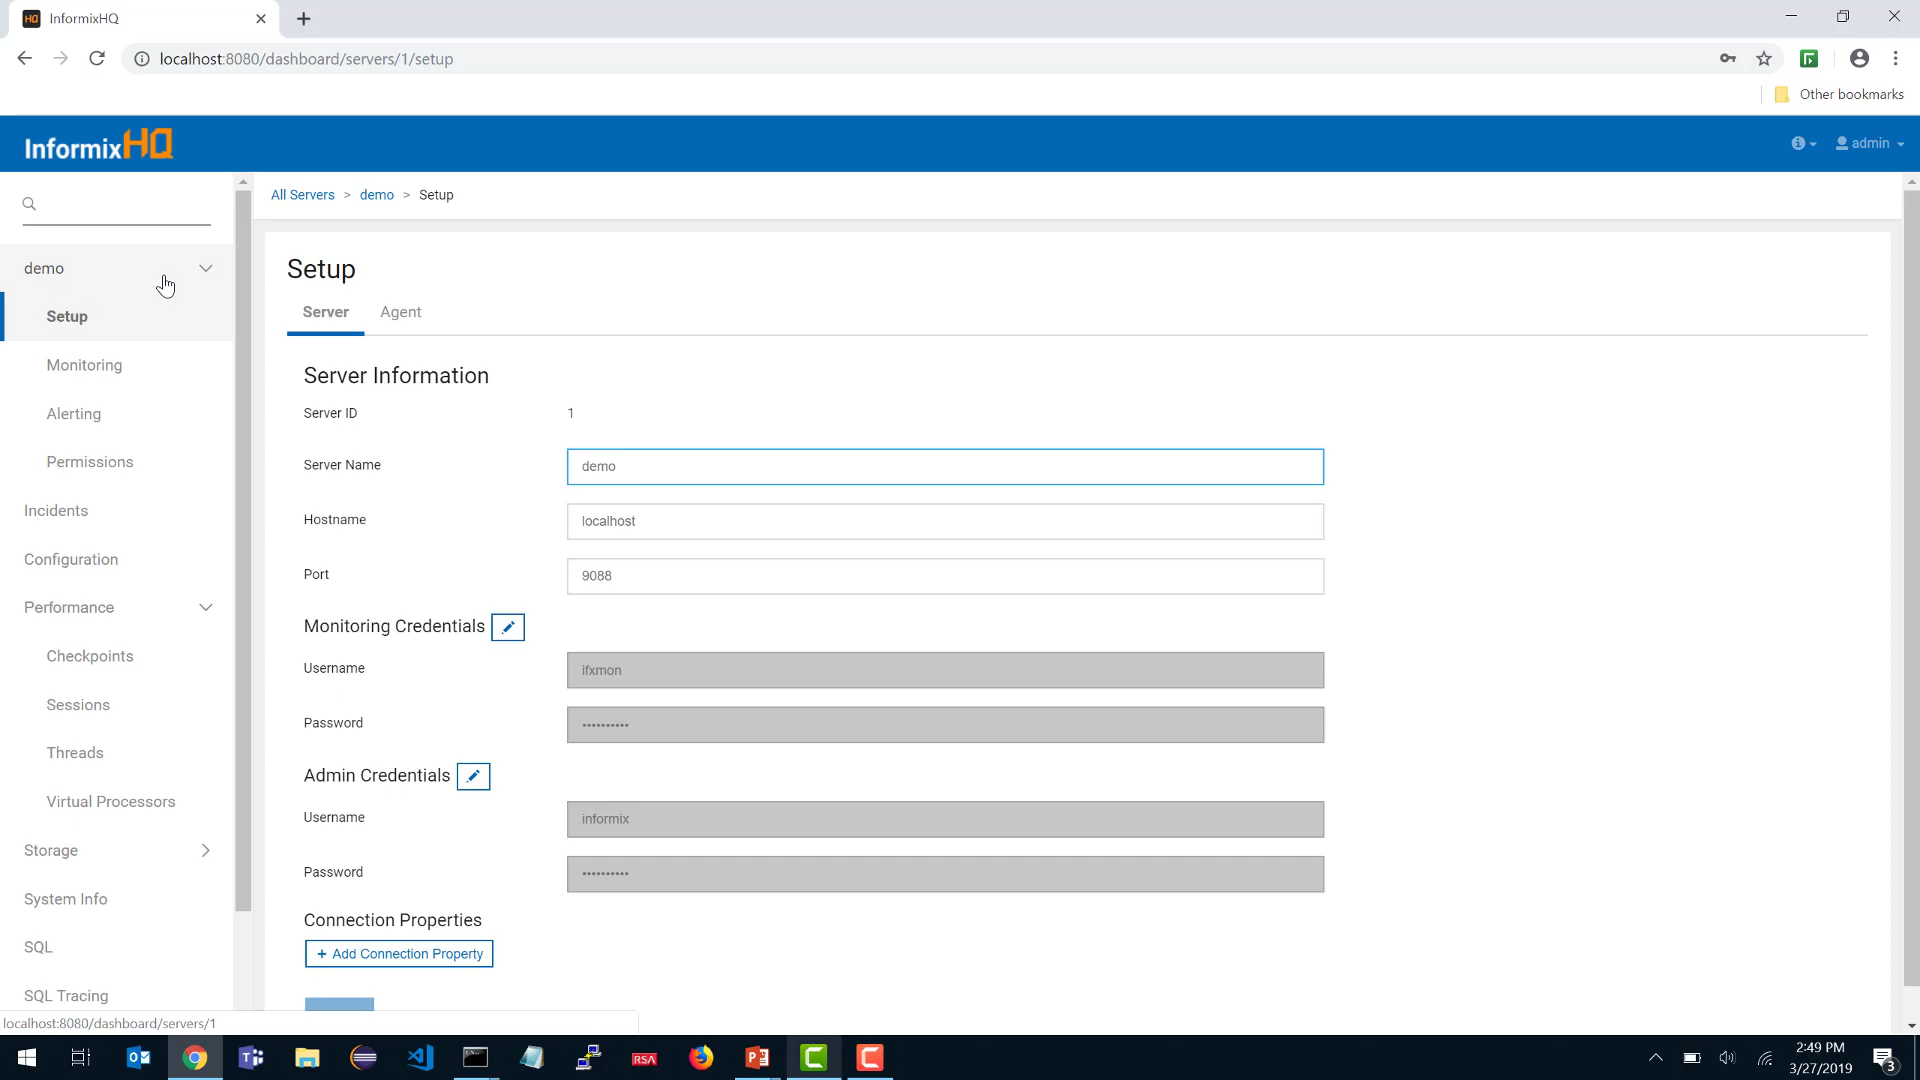 HQ InformixHQ
localhost:8080/dashboard/servers/1/setup
Other bookmarks
InformixHQ
admin
All Servers > demo > Setup
demo
Setup
Monitoring
Alerting
Permissions
Incidents
Configuration
Performance
Checkpoints
Sessions
Threads
Virtual Processors
Storage
System Info
SQL
SQL Tracing
Setup
Server Agent
Server Information
Server ID 1
Server Name demo
Hostname localhost
Port 9088
Monitoring Credentials
Username ifxmon
Password ••••••••••
Admin Credentials
Username informix
Password ••••••••••
Connection Properties
+ Add Connection Property
localhost:8080/dashboard/servers/1
RSA
2:49 PM
3/27/2019
3